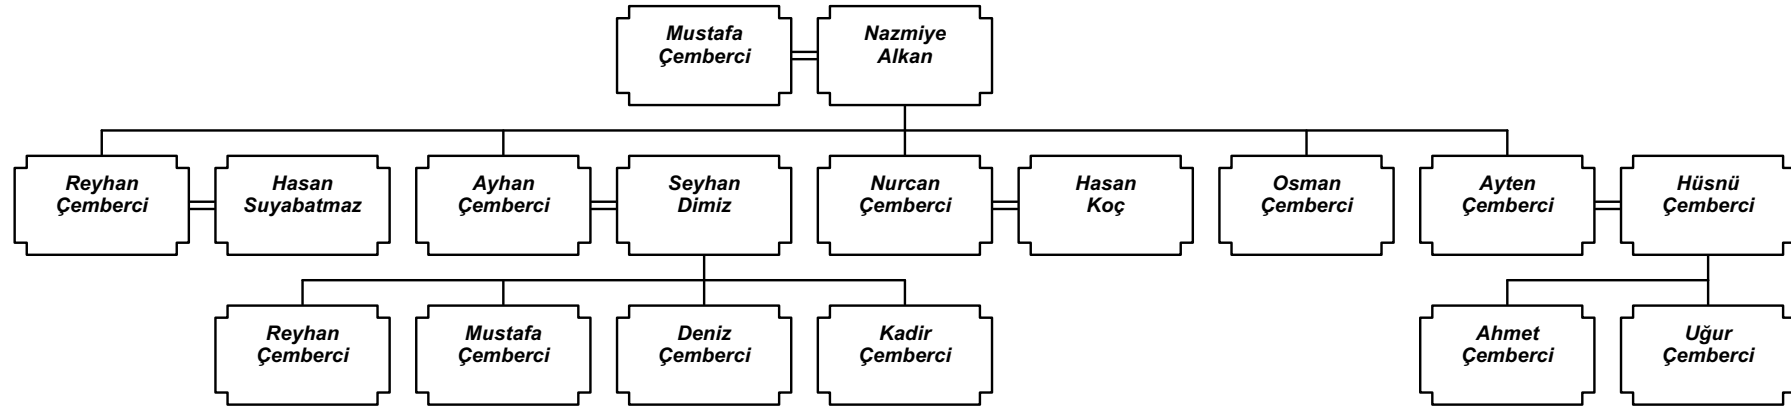 Mustafa
Çemberci
Nazmiye
Alkan
Reyhan
Çemberci
Hasan
Suyabatmaz
Ayhan
Çemberci
Seyhan
Dimiz
Nurcan
Çemberci
Hasan
Koç
Osman
Çemberci
Ayten
Çemberci
Hüsnü
Çemberci
Reyhan
Çemberci
Mustafa
Çemberci
Deniz
Çemberci
Kadir
Çemberci
Ahmet
Çemberci
Uğur
Çemberci